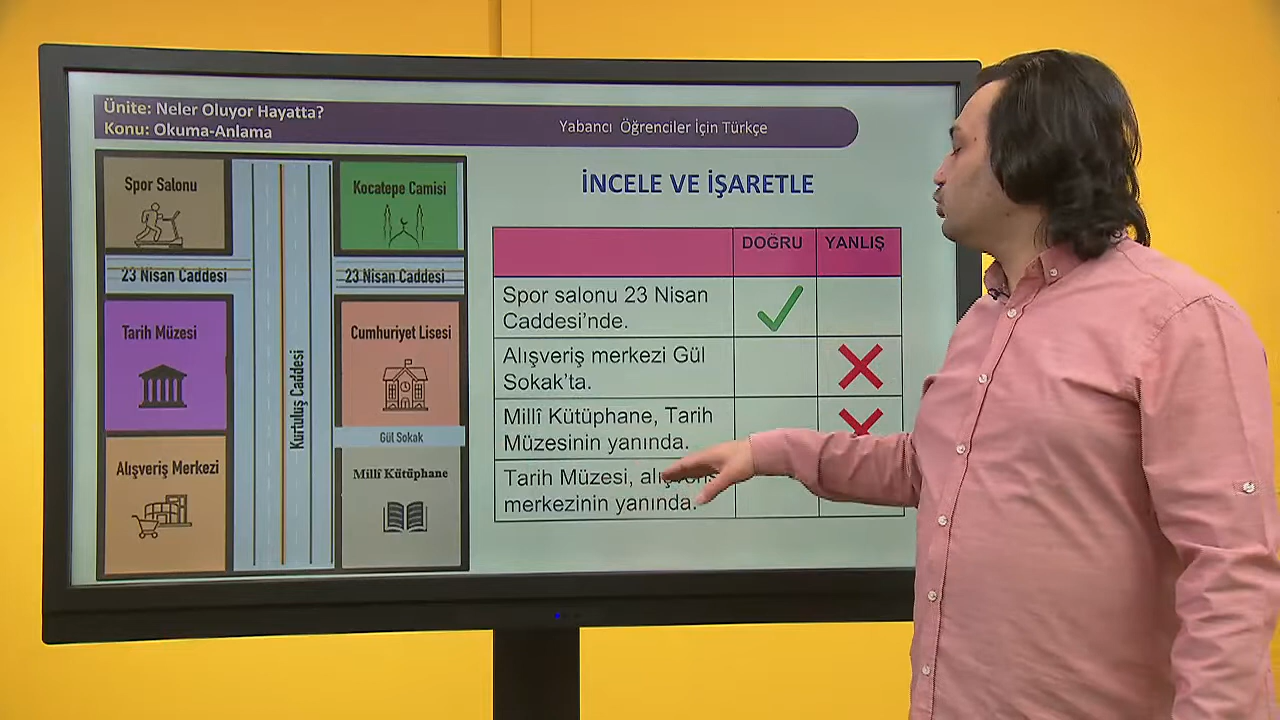 Ünite: Neler Oluyor Hayatta?
Konu: Okuma-Anlama
Yabancı Öğrenciler İçin Türkçe
Spor Salonu
Kocatepe Camisi
23 Nisan Caddesi
23 Nisan Caddesi
Tarih Müzesi
Cumhuriyet Lisesi
Kurtuluş Caddesi
Gül Sokak
Alışveriş Merkezi
Millî Kütüphane
İNCELE VE İŞARETLE
DOĞRU
YANLIŞ
Spor salonu 23 Nisan
Caddesi'nde.
Alışveriş merkezi Gül
Sokak'ta.
Millî Kütüphane, Tarih
Müzesinin yanında.
Tarih Müzesi, alışveriş
merkezinin yanında.